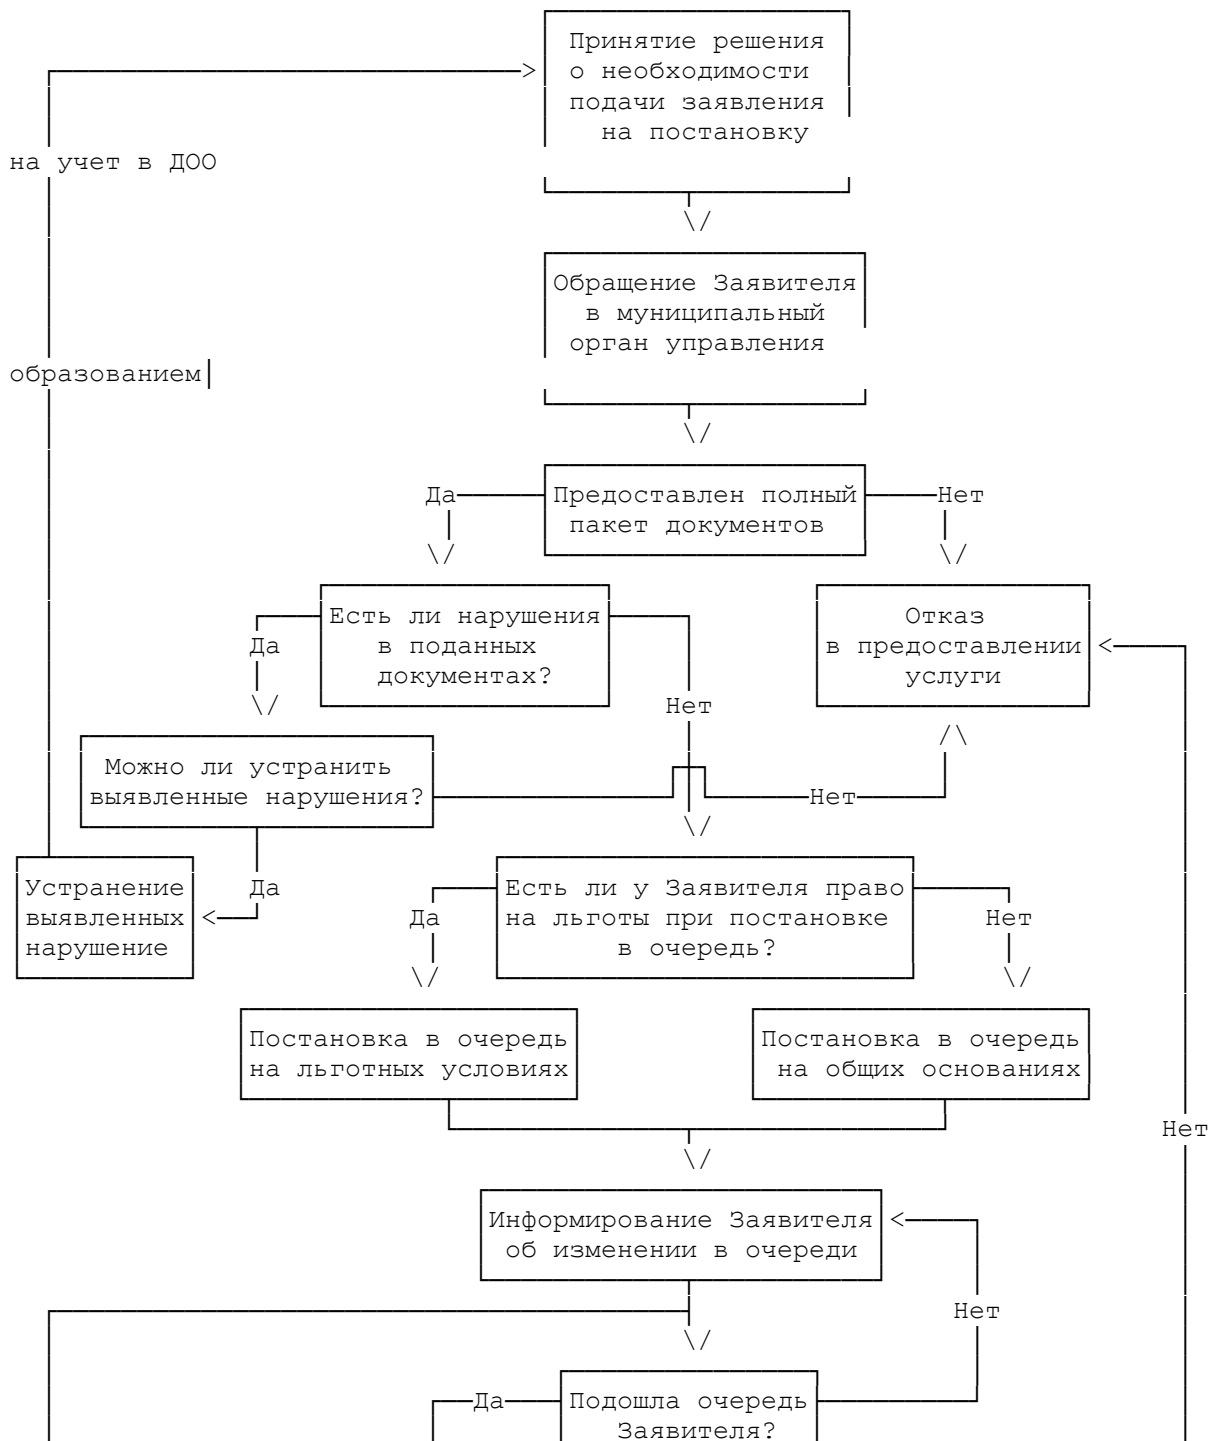 Принятие решения
о необходимости
подачи заявления
на постановку
на учет в ДОО
Обращение Заявителя
в муниципальный
орган управления
образованием
Да
Предоставлен полный
пакет документов
Нет
Есть ли нарушения
в поданных
документах?
Да
Нет
Отказ
в предоставлении
услуги
Можно ли устранить
выявленные нарушения?
Нет
Да
Устранение
выявленных
нарушение
Есть ли у Заявителя право
на льготы при постановке
в очередь?
Да
Нет
Постановка в очередь
на льготных условиях
Постановка в очередь
на общих основаниях
Нет
Информирование Заявителя
об изменении в очереди
Нет
Да
Подошла очередь
Заявителя?